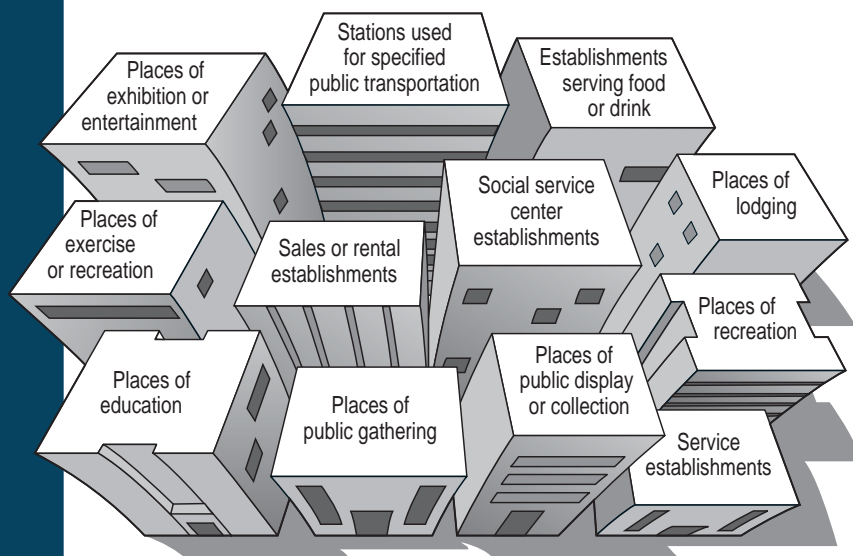 Places of
exhibition or
entertainment
Stations used
for specified
public transportation
Establishments
serving food
or drink
Places of
exercise
or recreation
Sales or rental
establishments
Social service
center
establishments
Places of
lodging
Places of
recreation
Places of
education
Places of
public gathering
Places of
public display
or collection
Service
establishments